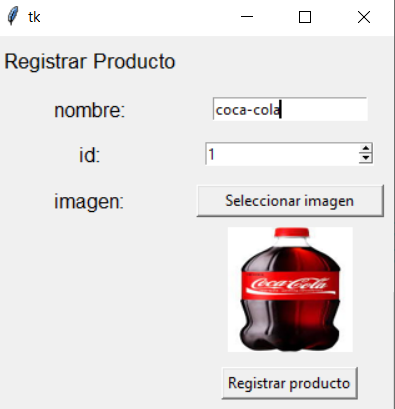 tk
Registrar Producto
nombre: coca-cola
id: 1
imagen: Seleccionar imagen
Coca-Cola
Registrar producto